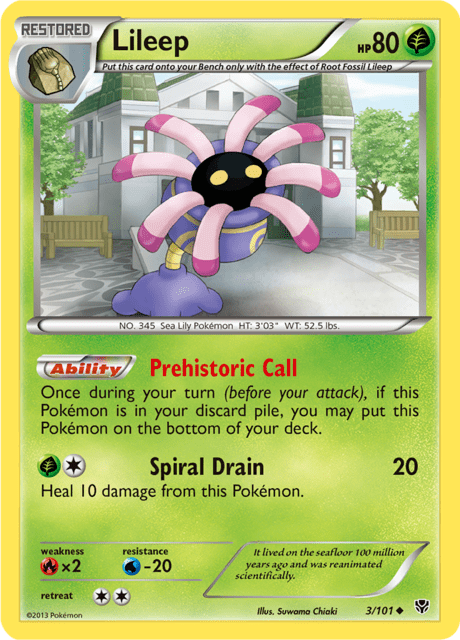 RESTORED
Lileep
HP80
Put this card onto your Bench only with the effect of Root Fossil Lileep
NO. 345 Sea Lily Pokémon HT: 3'03" WT: 52.5 lbs.
Ability Prehistoric Call
Once during your turn (before your attack), if this
Pokémon is in your discard pile, you may put this
Pokémon on the bottom of your deck.
Spiral Drain 20
Heal 10 damage from this Pokémon.
weakness
×2
resistance
-20
retreat
It lived on the seafloor 100 million
years ago and was reanimated
scientifically.
©2013 Pokémon
Illus. Suwama Chiaki
3/101